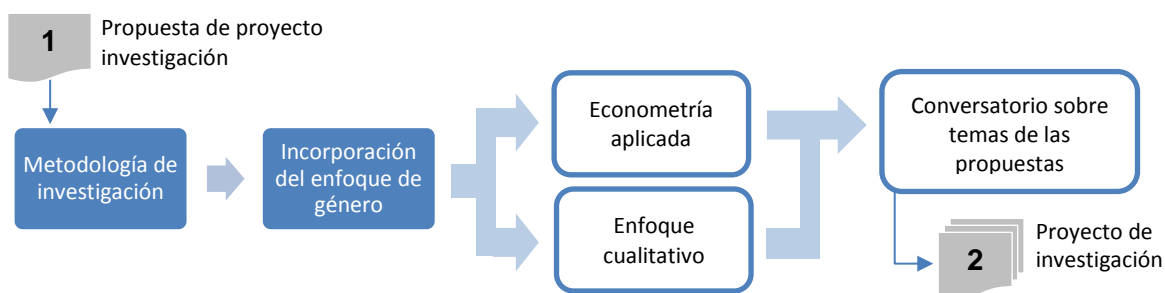 1
Propuesta de proyecto
investigación
Metodología de
investigación
Incorporación
del enfoque de
género
Econometría
aplicada
Enfoque
cualitativo
Conversatorio sobre
temas de las
propuestas
2
Proyecto de
investigación